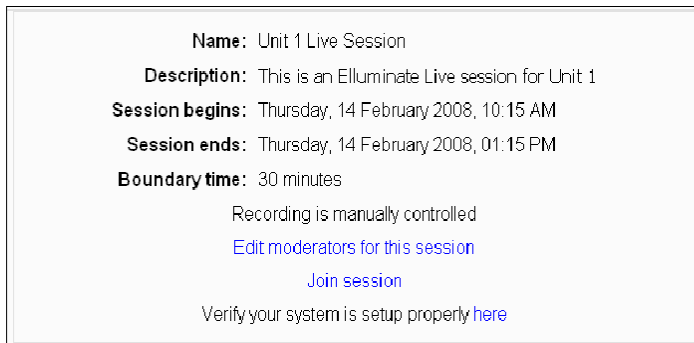 Name: Unit 1 Live Session
Description: This is an Elluminate Live session for Unit 1
Session begins: Thursday, 14 February 2008, 10:15 AM
Session ends: Thursday, 14 February 2008, 01:15 PM
Boundary time: 30 minutes
Recording is manually controlled
Edit moderators for this session
Join session
Verify your system is setup properly here